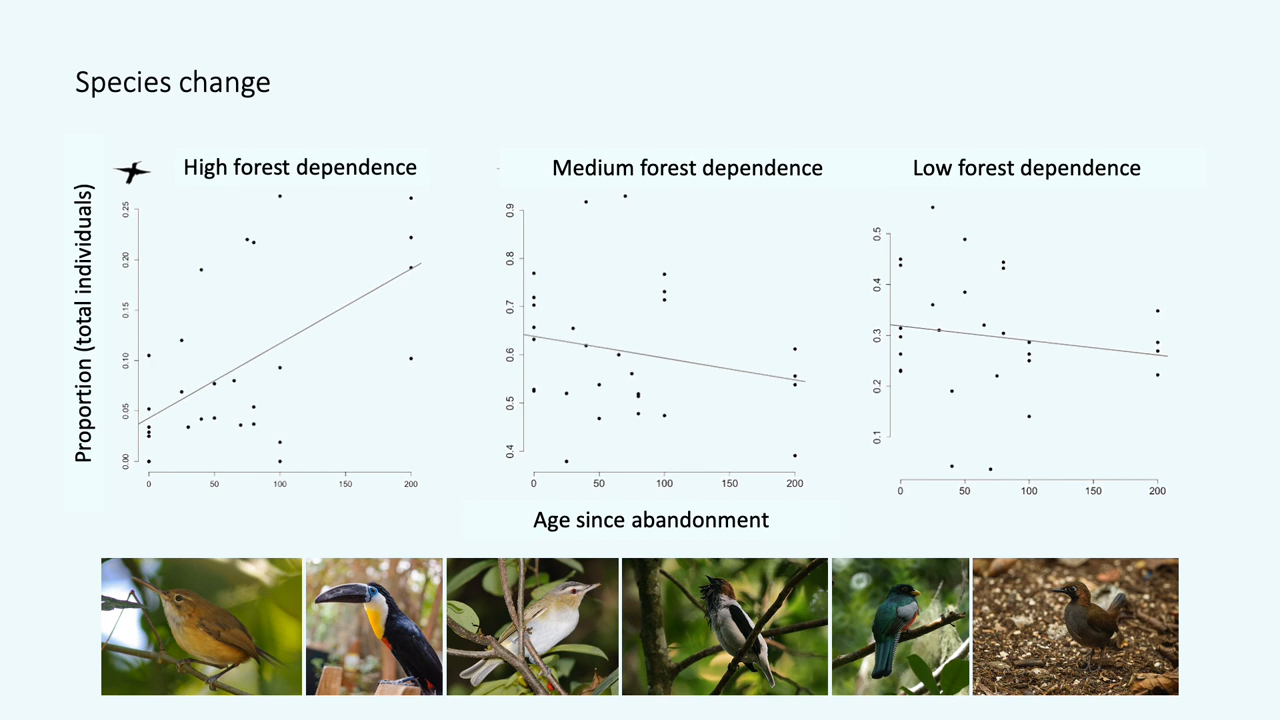 Species change
High forest dependence
Medium forest dependence
Low forest dependence
Proportion (total individuals)
0.25
0.20
0.15
0.10
0.05
0.00
0 50 100 150 200
0.9
0.8
0.7
0.6
0.5
0.4
0 50 100 150 200
0.5
0.4
0.3
0.2
0.1
0 50 100 150 200
Age since abandonment